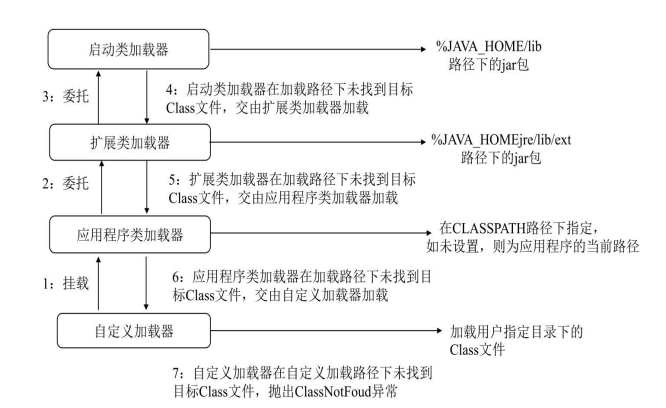 启动类加载器
%JAVA_HOME/lib
路径下的jar包
3：委托
4：启动类加载器在加载路径下未找到目标
Class文件，交由扩展类加载器加载
扩展类加载器
%JAVA_HOMEjre/lib/ext
路径下的jar包
2：委托
5：扩展类加载器在加载路径下未找到目标
Class文件，交由应用程序类加载器加载
应用程序类加载器
在CLASSPATH路径下指定，
如未设置，则为应用程序的当前路径
1：挂载
6：应用程序类加载器在加载路径下未找到目
标Class文件，交由自定义加载器加载
自定义加载器
加载用户指定目录下的
Class文件
7：自定义加载器在自定义加载路径下未找到
目标Class文件，抛出ClassNotFoud异常